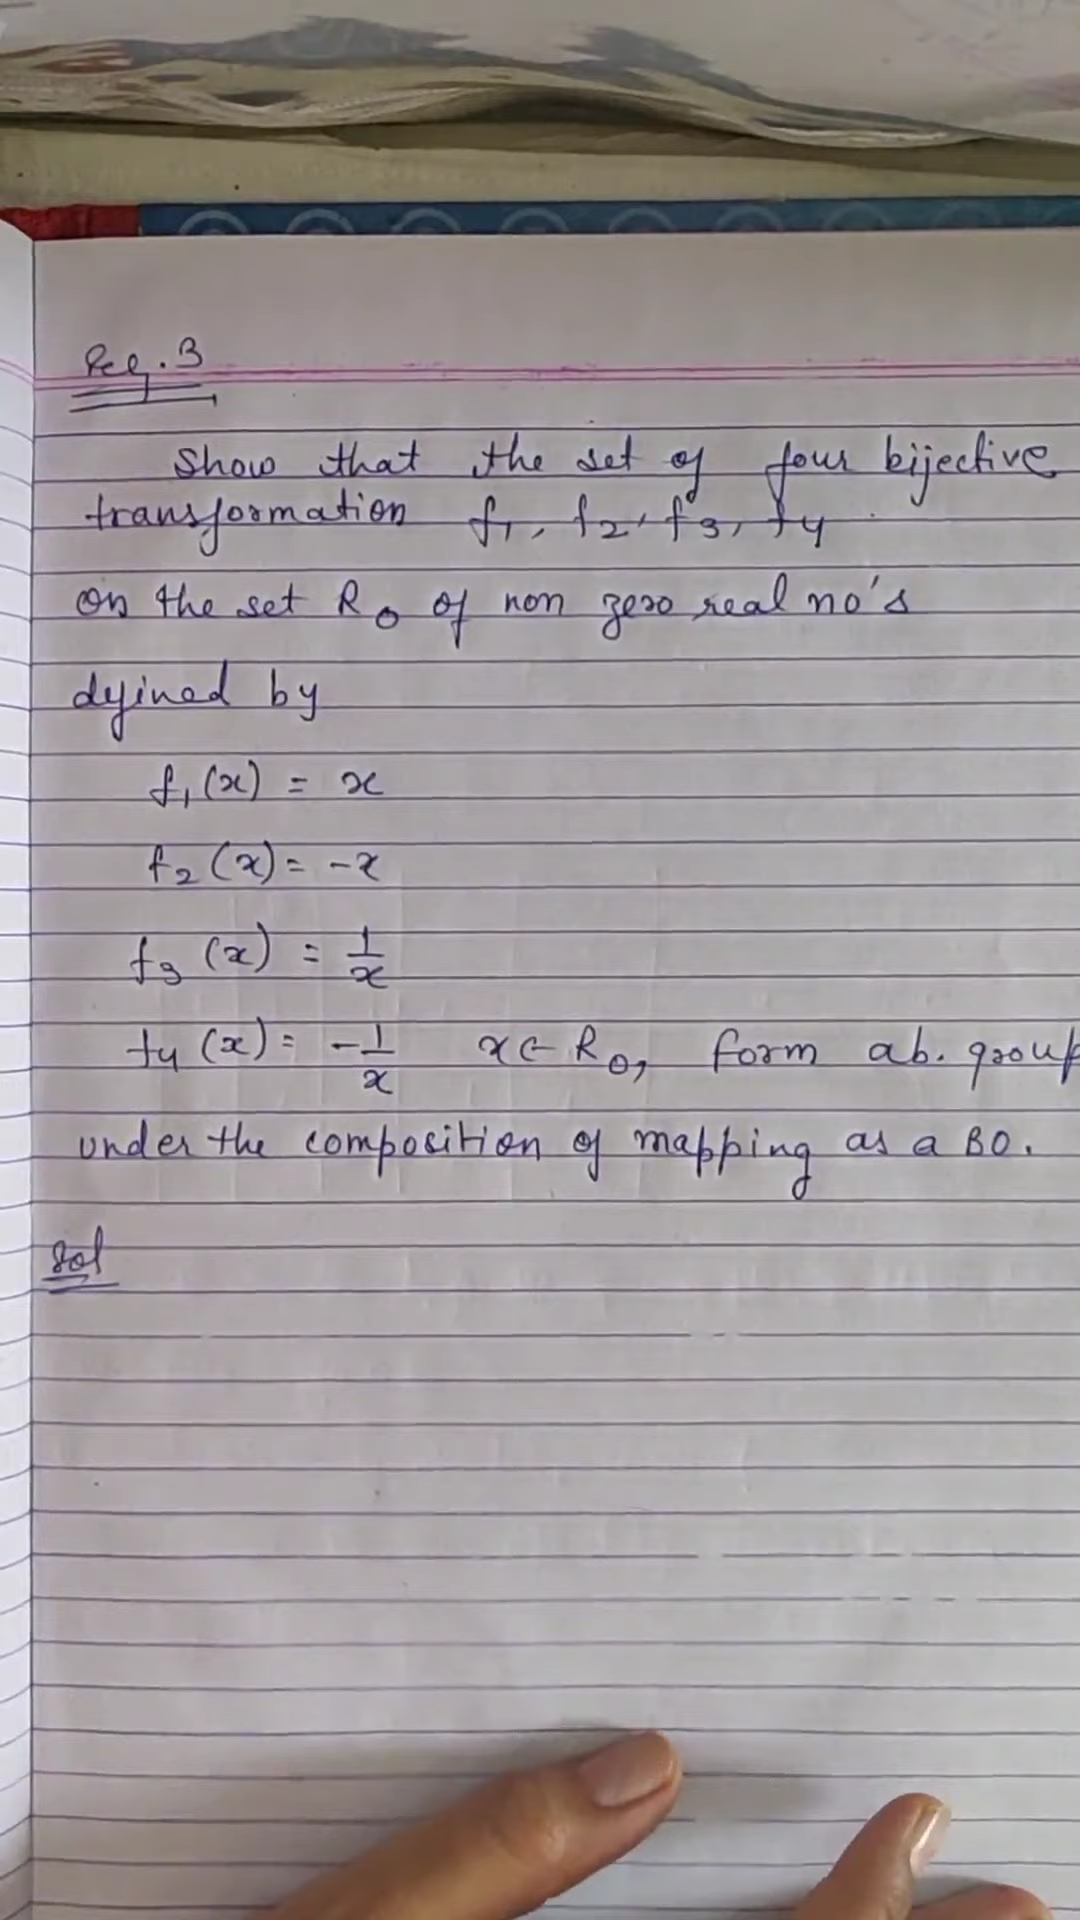 Show that the set of four bijective
transformation f1, f2, f3, f4
on the set R0 of non zero real no's
defined by
f1(x) = x
f2(x) = -x
f3(x) = 1/x
f4(x) = -1/x x ∈ R0, form ab. group
under the composition of mapping as a BO.
Sol